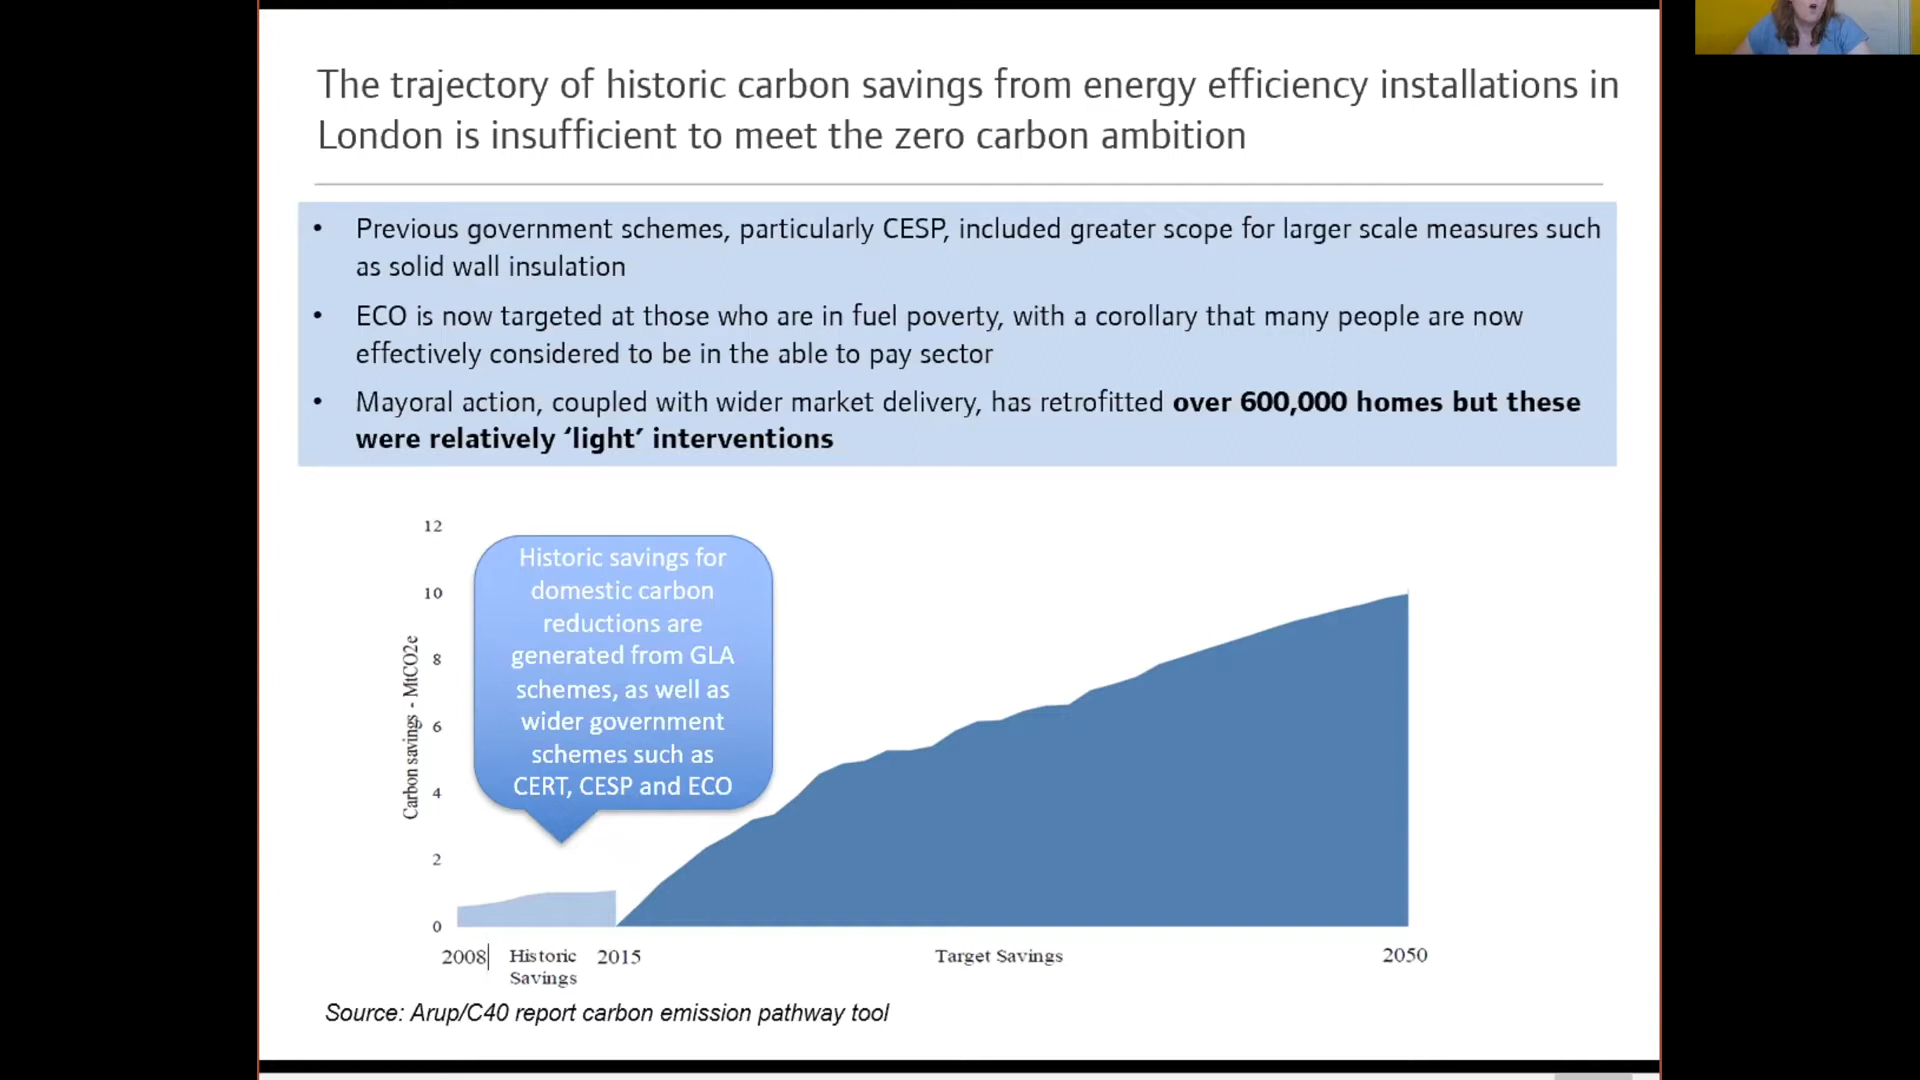 The trajectory of historic carbon savings from energy efficiency installations in
London is insufficient to meet the zero carbon ambition
• Previous government schemes, particularly CESP, included greater scope for larger scale measures such
as solid wall insulation
• ECO is now targeted at those who are in fuel poverty, with a corollary that many people are now
effectively considered to be in the able to pay sector
• Mayoral action, coupled with wider market delivery, has retrofitted over 600,000 homes but these
were relatively ‘light’ interventions
Carbon savings - MtCO2e
12
10
8
6
4
2
0
Historic savings for
domestic carbon
reductions are
generated from GLA
schemes, as well as
wider government
schemes such as
CERT, CESP and ECO
2008
Historic
Savings
2015
Target Savings
2050
Source: Arup/C40 report carbon emission pathway tool